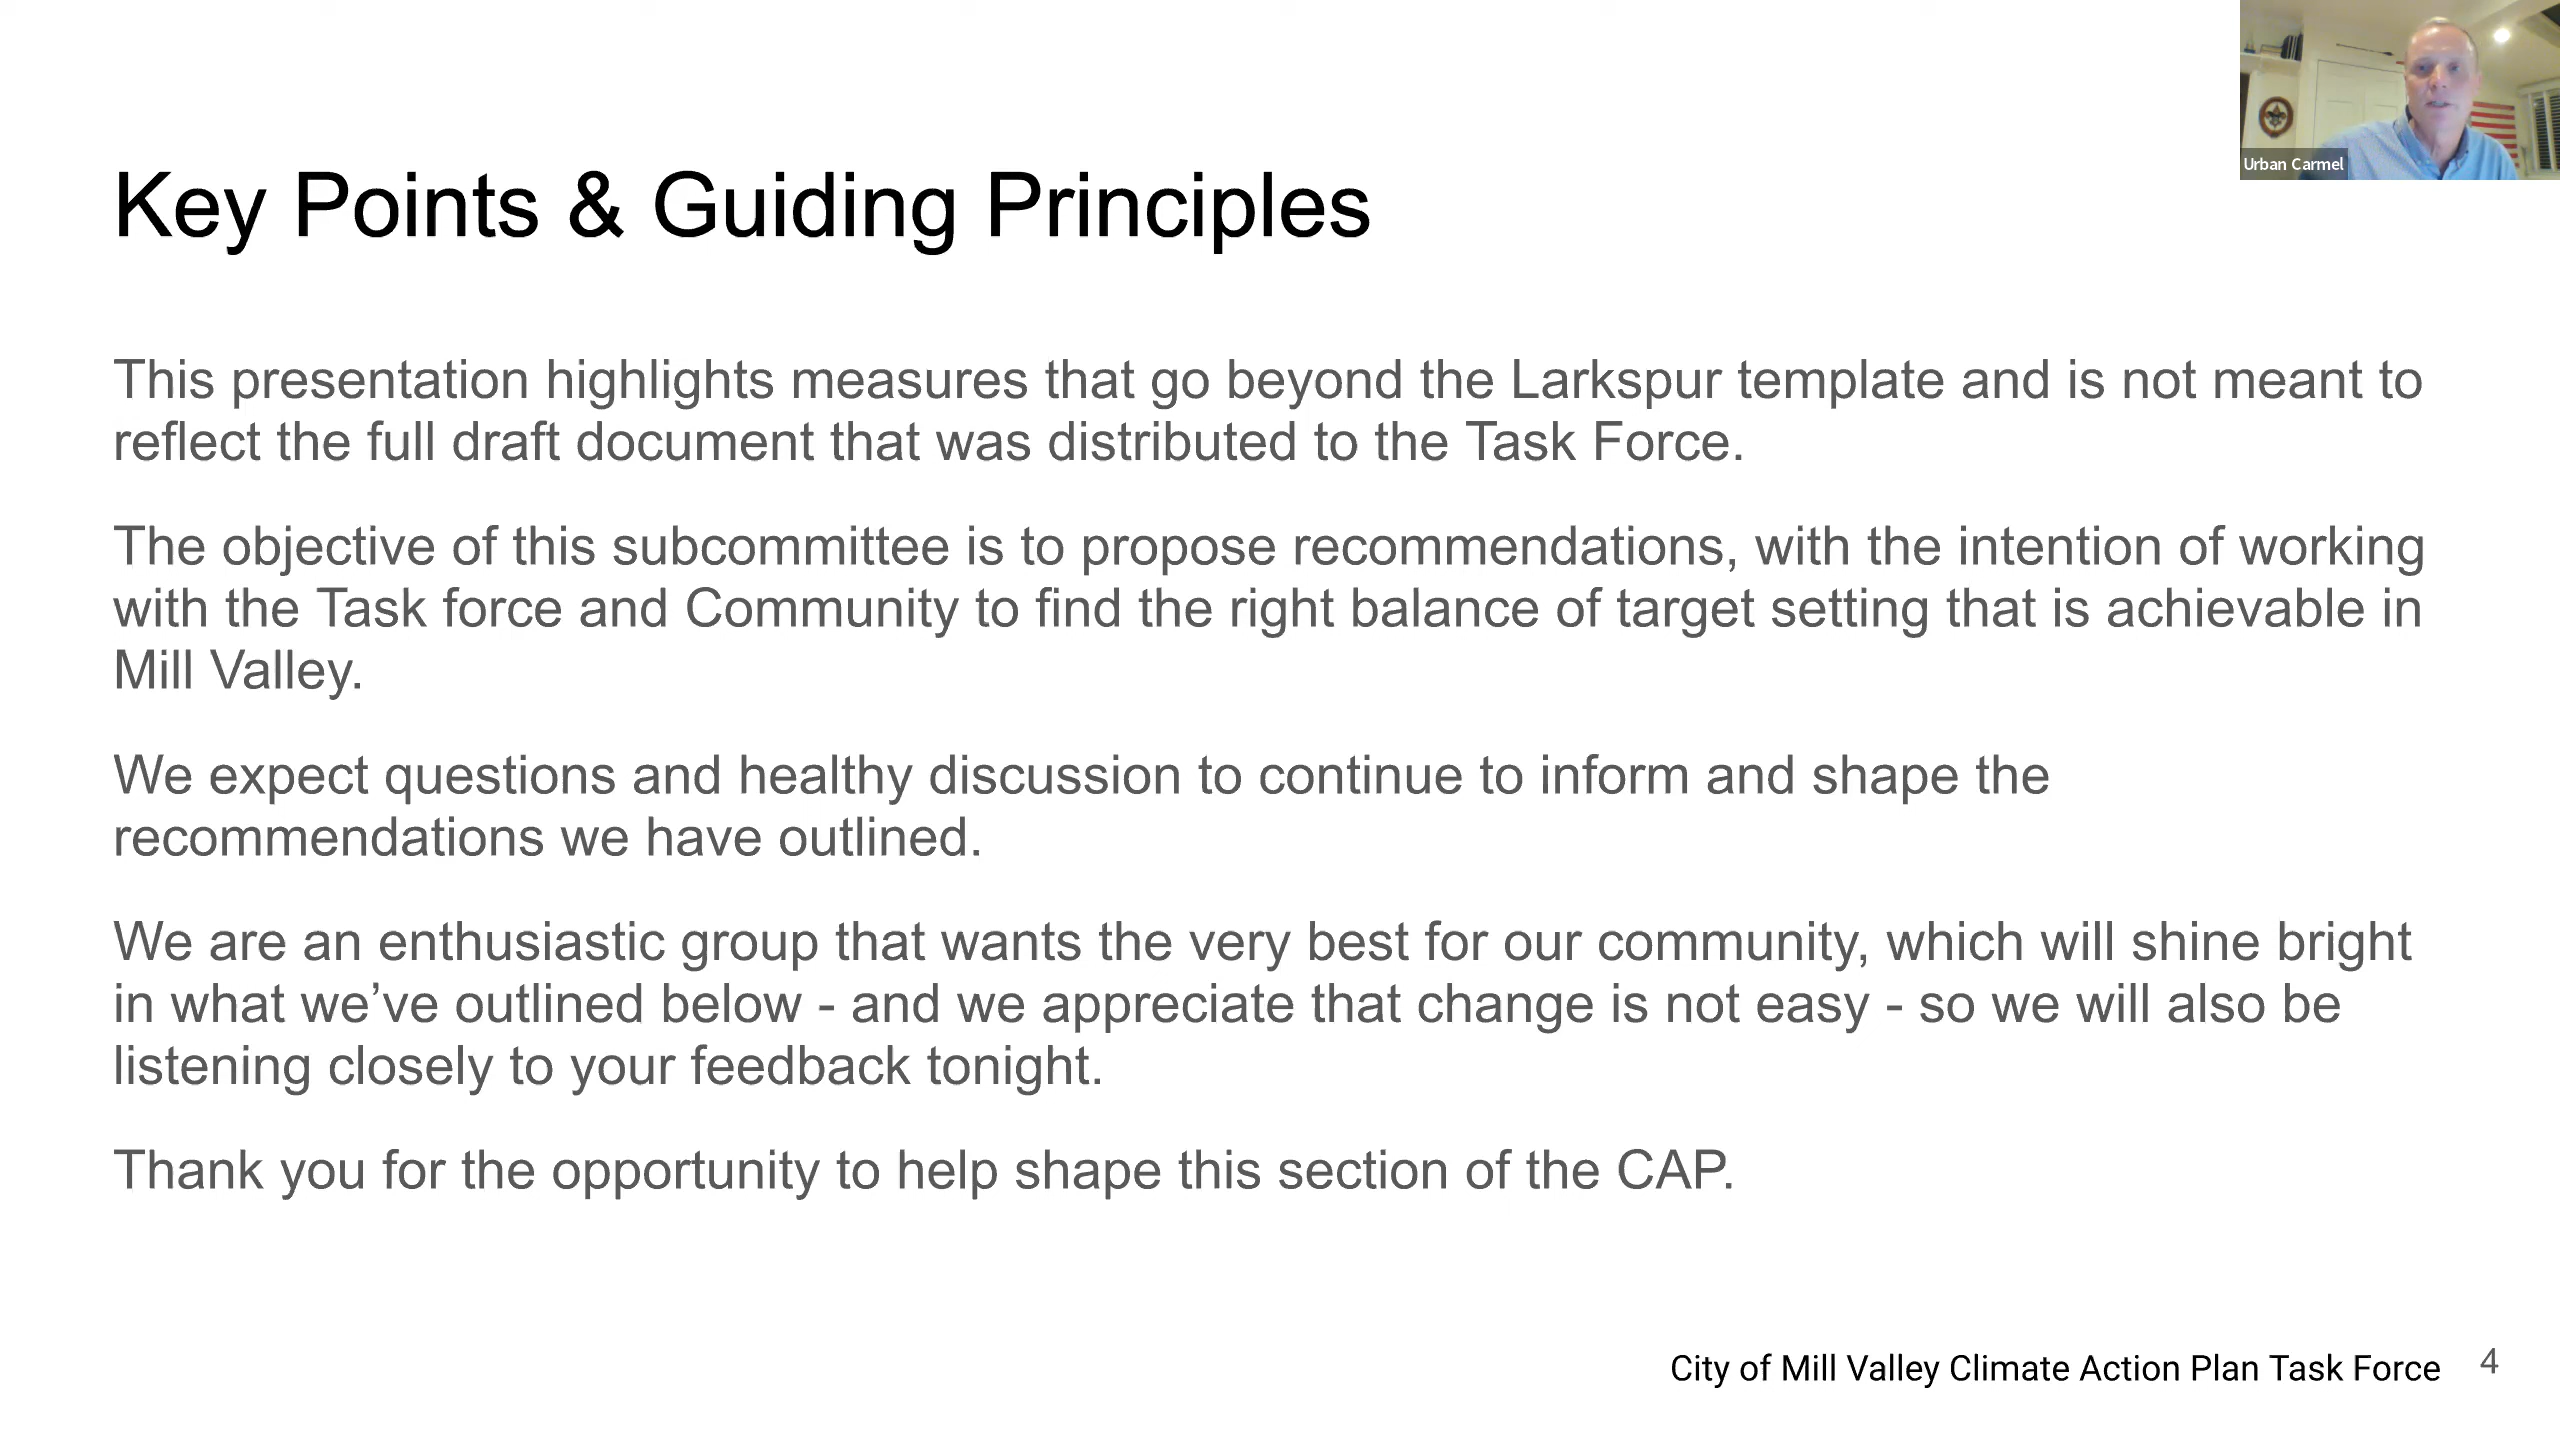 Urban Carmel
Key Points & Guiding Principles
This presentation highlights measures that go beyond the Larkspur template and is not meant to
reflect the full draft document that was distributed to the Task Force.
The objective of this subcommittee is to propose recommendations, with the intention of working
with the Task force and Community to find the right balance of target setting that is achievable in
Mill Valley.
We expect questions and healthy discussion to continue to inform and shape the
recommendations we have outlined.
We are an enthusiastic group that wants the very best for our community, which will shine bright
in what we’ve outlined below - and we appreciate that change is not easy - so we will also be
listening closely to your feedback tonight.
Thank you for the opportunity to help shape this section of the CAP.
City of Mill Valley Climate Action Plan Task Force 4